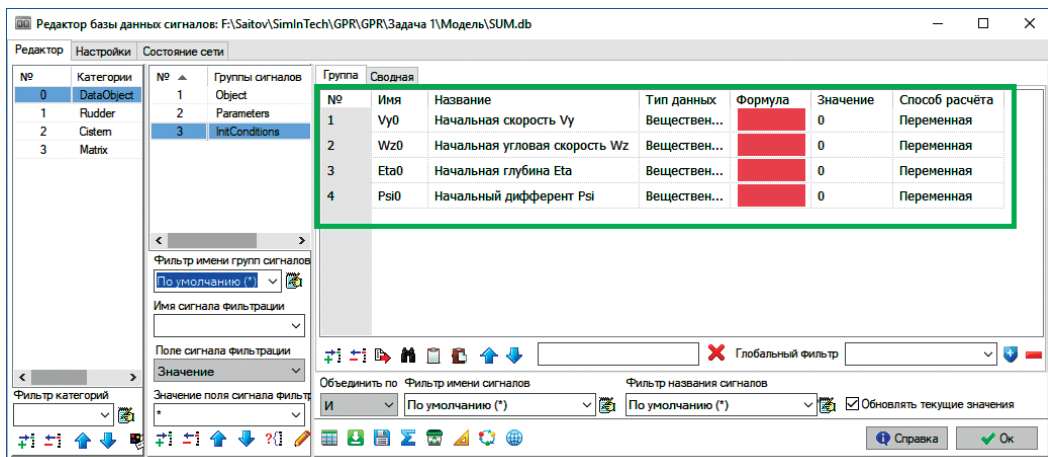 Редактор базы данных сигналов: F:\Saitov\SimInTech\GPR\GPR\Задача 1\Модель\SUM.db
Редактор Настройки Состояние сети
№ Категории
0 DataObject
1 Rudder
2 Cistern
3 Matrix
Фильтр категорий
№ Группы сигналов
1 Object
2 Parameters
3 InitConditions
Фильтр имени групп сигналов
По умолчанию (*)
Имя сигнала фильтрации
Поле сигнала фильтрации
Значение
Значение поля сигнала фильтр
*
Группа Сводная
№ Имя Название Тип данных Формула Значение Способ расчёта
1 Vy0 Начальная скорость Vy Веществен... 0 Переменная
2 Wz0 Начальная угловая скорость Wz Веществен... 0 Переменная
3 Eta0 Начальная глубина Eta Веществен... 0 Переменная
4 Psi0 Начальный дифферент Psi Веществен... 0 Переменная
Глобальный фильтр
Объединить по Фильтр имени сигналов Фильтр названия сигналов
И По умолчанию (*) По умолчанию (*) Обновлять текущие значения
Справка Ок